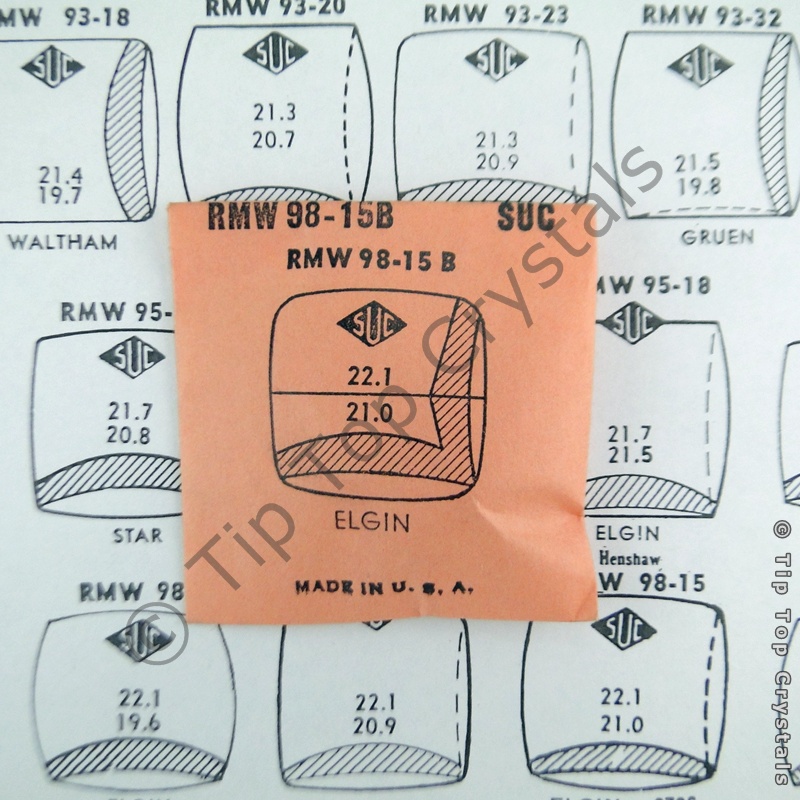 MW 93-18
SUC
21.4
19.7
WALTHAM
RMW 93-20
SUC
21.3
20.7
RMW 93-23
SUC
21.3
20.9
RMW 93-32
SUC
21.5
19.8
GRUEN
RMW 95-
SUC
21.7
20.8
STAR
RMW 98-15B SUC
RMW 98-15 B
SUC
22.1
21.0
ELGIN
MADE IN U. S. A.
MW 95-18
SUC
21.7
21.5
ELGIN
RMW 98
SUC
22.1
19.6
22.1
20.9
Henshaw
W 98-15
SUC
22.1
21.0
© Tip Top Crystals
© Tip Top Crystals